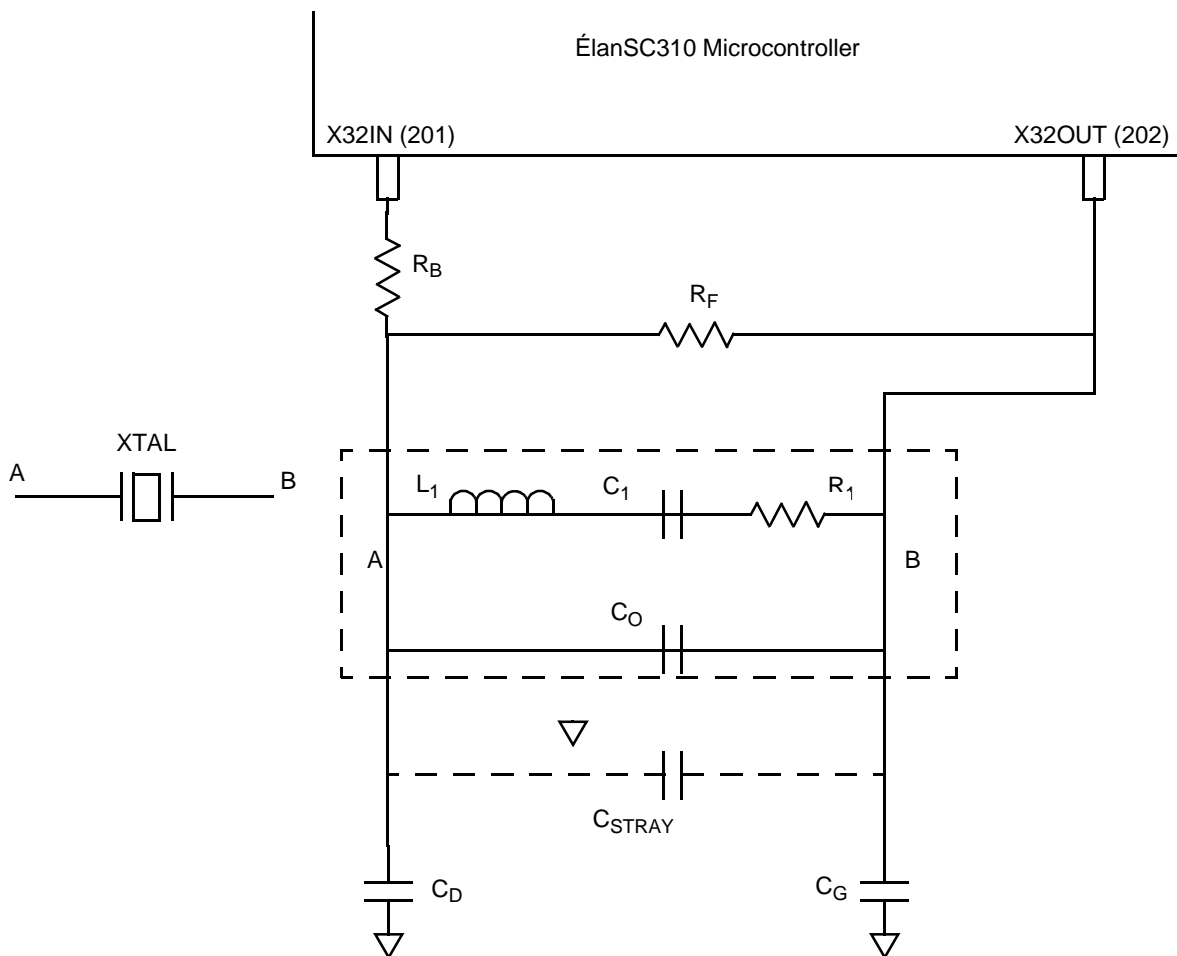 ÉlanSC310 Microcontroller
X32IN (201)
X32OUT (202)
RB
RF
XTAL
A
B
L1
C1
R1
A
B
CO
CSTRAY
CD
CG